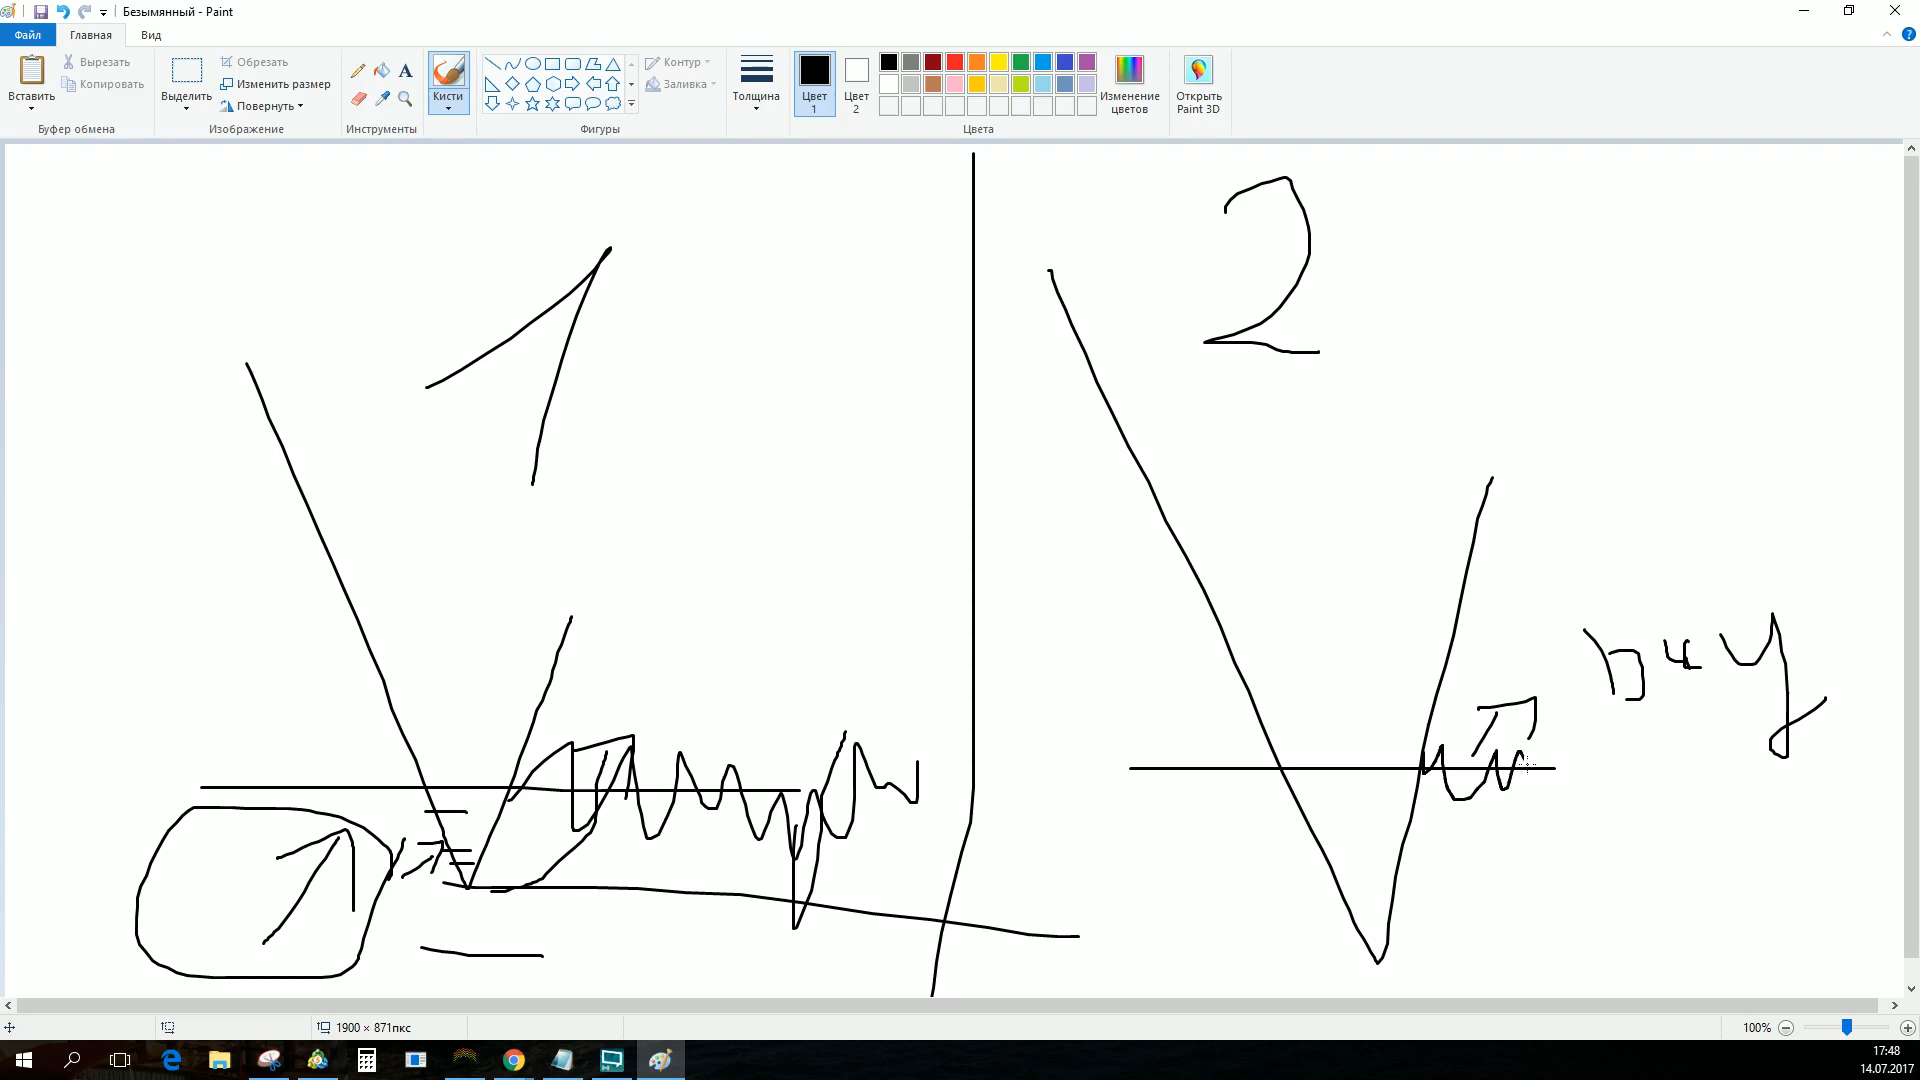 Безымянный - Paint
Файл Главная Вид
Вставить
Вырезать
Копировать
Буфер обмена
Выделить
Обрезать
Изменить размер
Повернуть
Изображение
Инструменты
Кисти
Контур
Заливка
Фигуры
Толщина
Цвет 1
Цвет 2
Изменение цветов
Открыть Paint 3D
Цвета
1
2
1900 × 871пкс
100%
17:48
14.07.2017